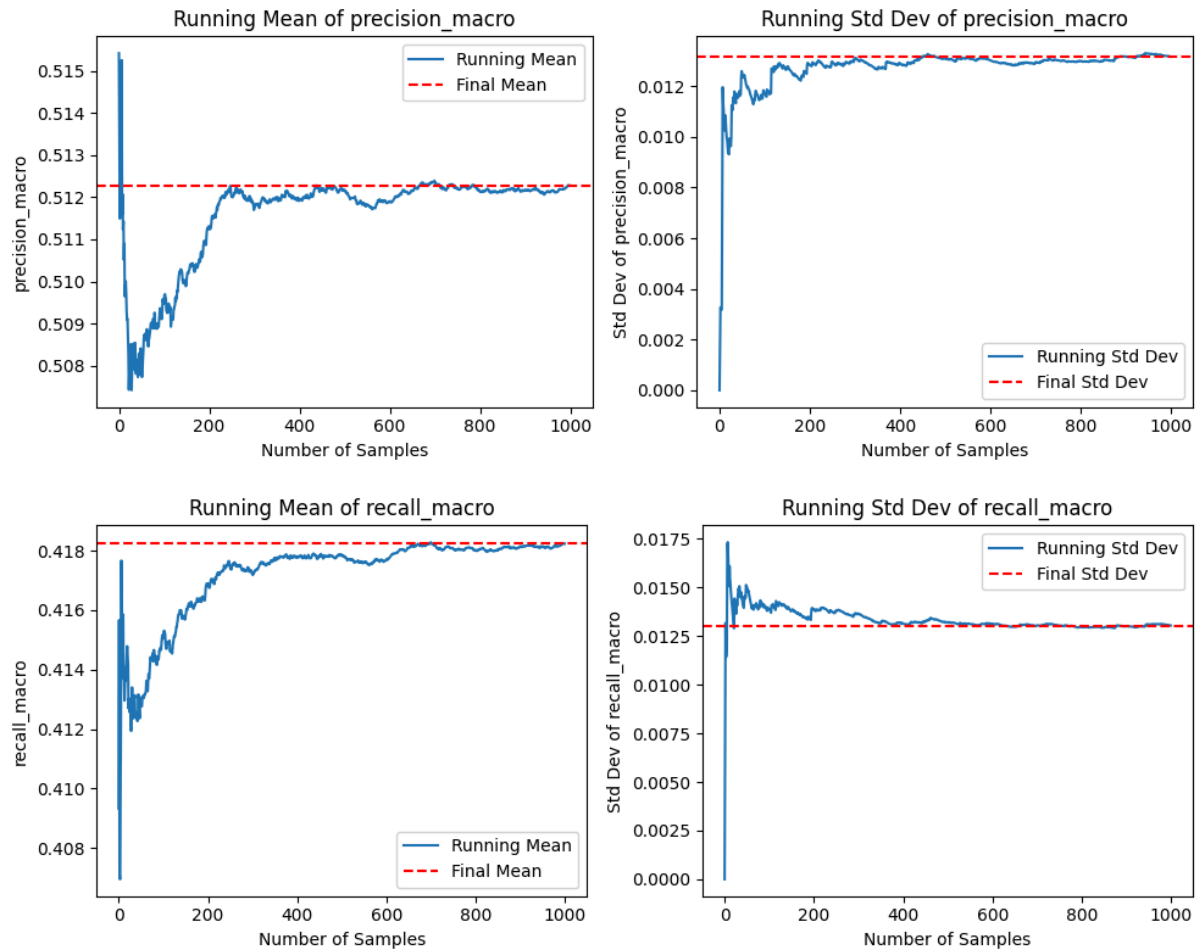 Running Mean of precision_macro
0.515
0.514
0.513
0.512
0.511
0.510
0.509
0.508
precision_macro
Running Mean
Final Mean
0
200
400
600
800
1000
Number of Samples
Running Std Dev of precision_macro
0.012
0.010
0.008
0.006
0.004
0.002
0.000
Std Dev of precision_macro
Running Std Dev
Final Std Dev
0
200
400
600
800
1000
Number of Samples
Running Mean of recall_macro
0.418
0.416
0.414
0.412
0.410
0.408
recall_macro
Running Mean
Final Mean
0
200
400
600
800
1000
Number of Samples
Running Std Dev of recall_macro
0.0175
0.0150
0.0125
0.0100
0.0075
0.0050
0.0025
0.0000
Std Dev of recall_macro
Running Std Dev
Final Std Dev
0
200
400
600
800
1000
Number of Samples